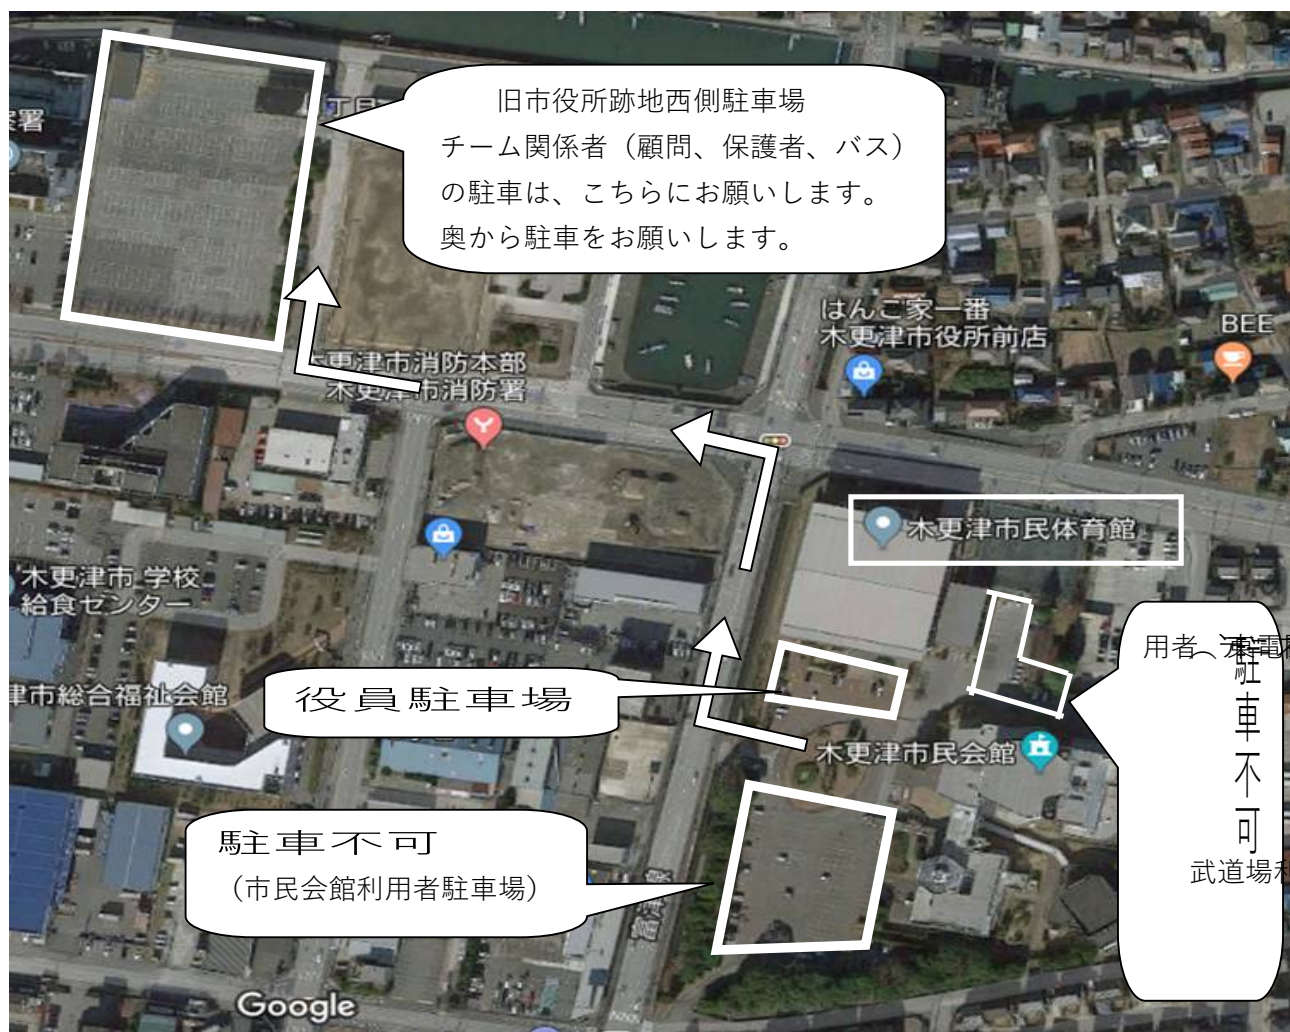 旧市役所跡地西側駐車場
チーム関係者（顧問、保護者、バス）
の駐車は、こちらにお願いします。
奥から駐車をお願いします。
はんこ家一番
木更津市役所前店
BEE
木更津市消防本部
木更津市消防署
木更津市民体育館
木更津市 学校
給食センター
役員駐車場
津市総合福祉会館
木更津市民会館
駐車不可
（市民会館利用者駐車場）
駐車不可
用者
武道場利
Google